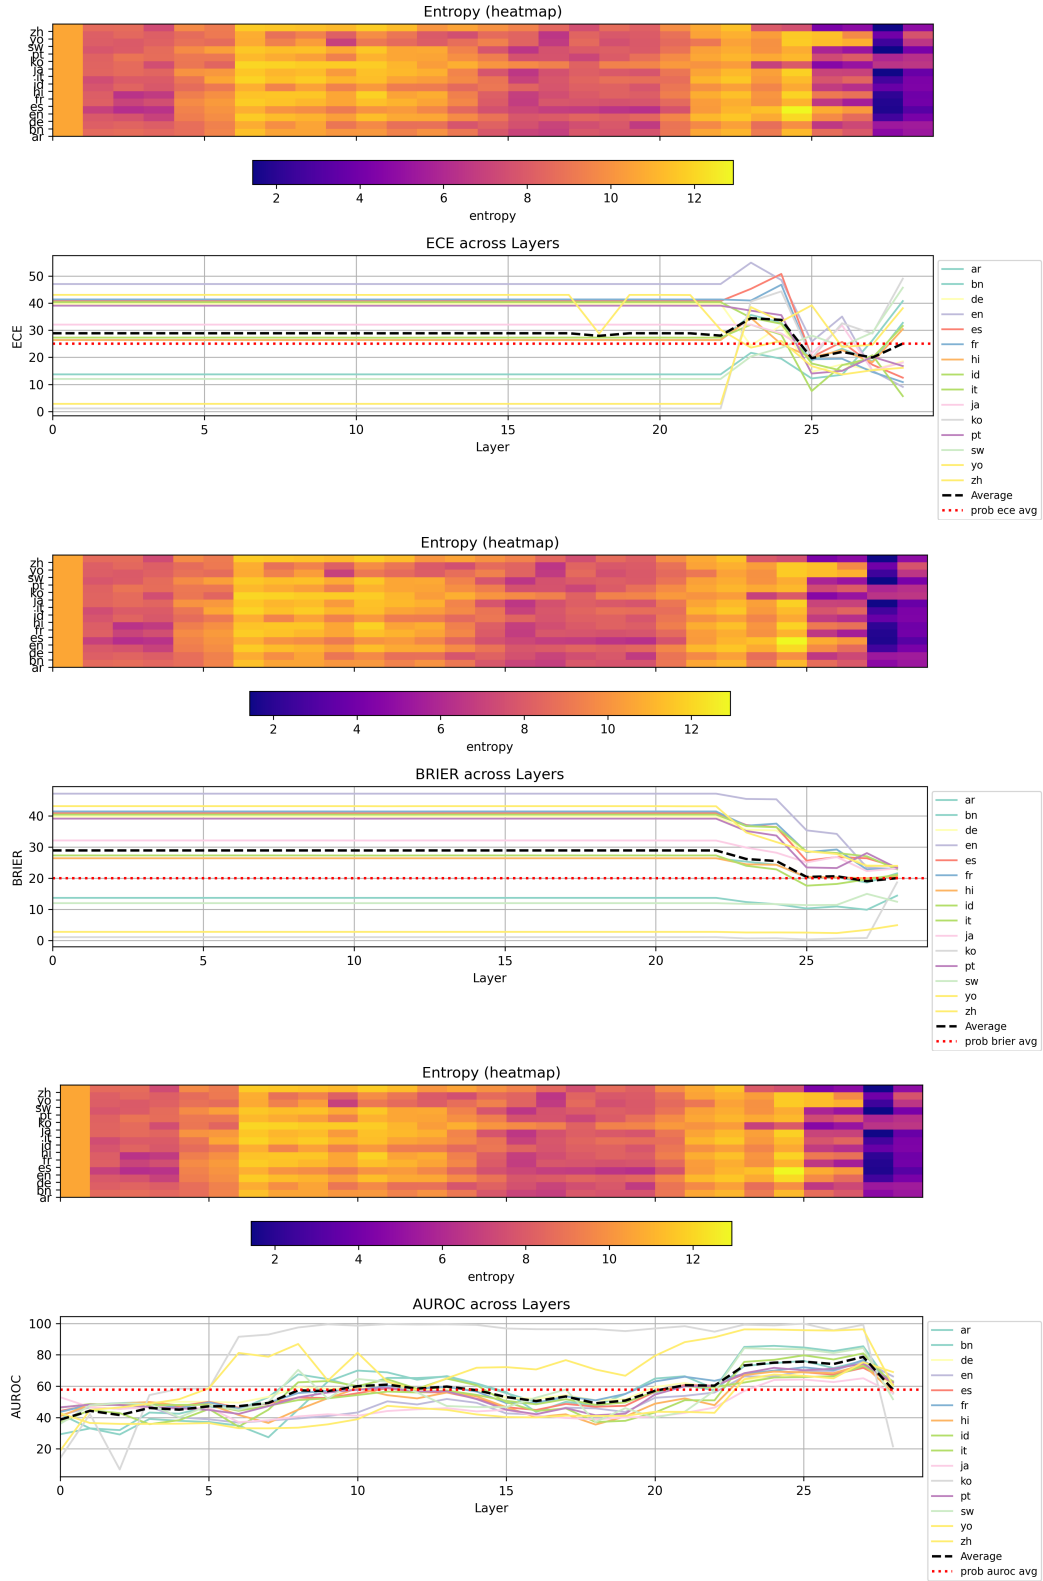 Entropy (heatmap)
zh
yo
sw
pt
ko
ja
it
id
hi
fr
es
en
de
bn
ar
2 4 6 8 10 12
entropy
ECE across Layers
50
40
30
20
10
0
ECE
0 5 10 15 20 25
Layer
ar
bn
de
en
es
fr
hi
id
it
ja
ko
pt
sw
yo
zh
Average
prob ece avg
Entropy (heatmap)
zh
yo
sw
pt
ko
ja
it
id
hi
fr
es
en
de
bn
ar
2 4 6 8 10 12
entropy
BRIER across Layers
40
30
20
10
0
BRIER
0 5 10 15 20 25
Layer
ar
bn
de
en
es
fr
hi
id
it
ja
ko
pt
sw
yo
zh
Average
prob brier avg
Entropy (heatmap)
zh
yo
sw
pt
ko
ja
it
id
hi
fr
es
en
de
bn
ar
2 4 6 8 10 12
entropy
AUROC across Layers
100
80
60
40
20
AUROC
0 5 10 15 20 25
Layer
ar
bn
de
en
es
fr
hi
id
it
ja
ko
pt
sw
yo
zh
Average
prob auroc avg